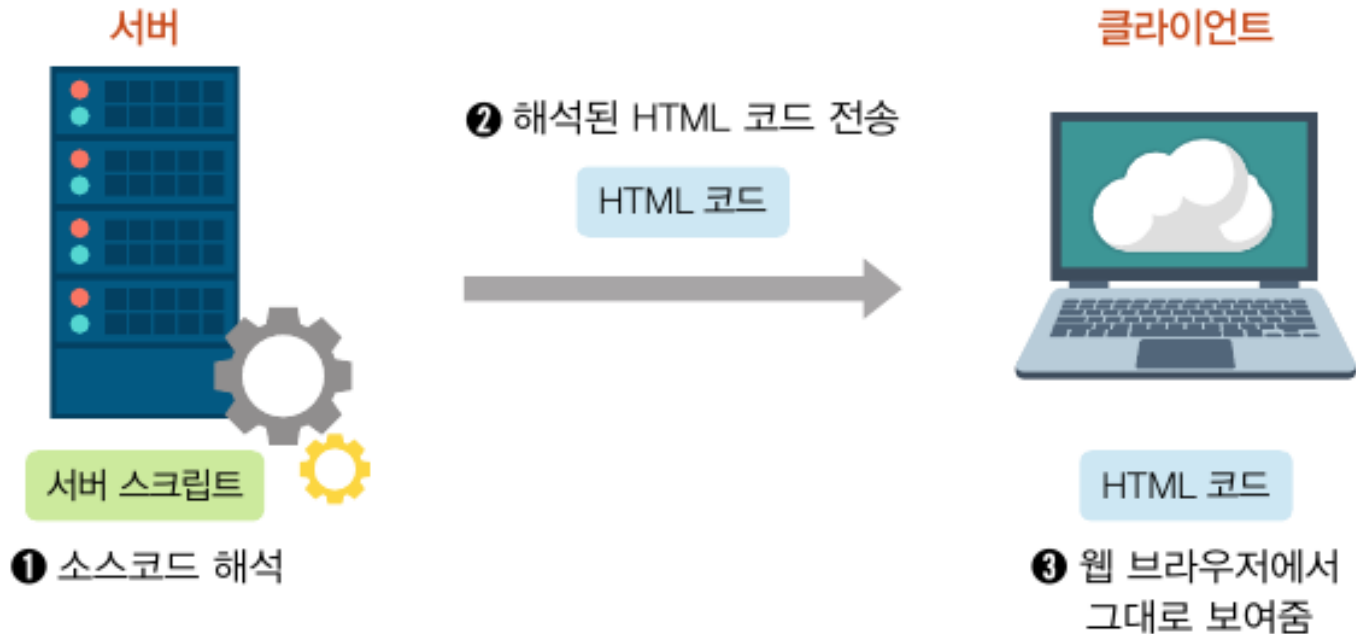 서버
클라이언트
❷ 해석된 HTML 코드 전송
HTML 코드
서버 스크립트
❶ 소스코드 해석
HTML 코드
❸ 웹 브라우저에서
그대로 보여줌